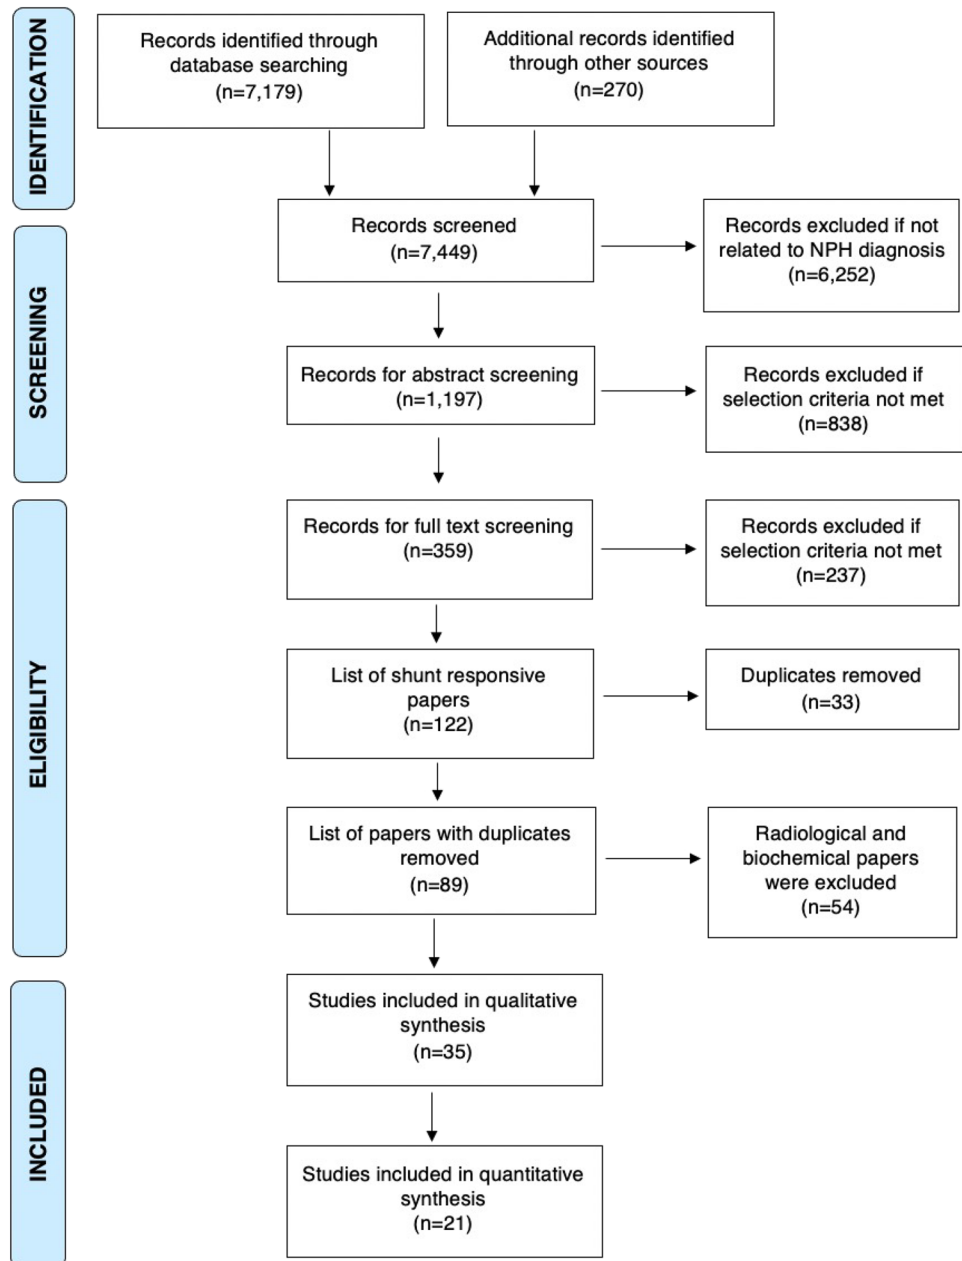 IDENTIFICATION
Records identified through
database searching
(n=7,179)
Additional records identified
through other sources
(n=270)
SCREENING
Records screened
(n=7,449)
Records excluded if not
related to NPH diagnosis
(n=6,252)
Records for abstract screening
(n=1,197)
Records excluded if
selection criteria not met
(n=838)
ELIGIBILITY
Records for full text screening
(n=359)
Records excluded if
selection criteria not met
(n=237)
List of shunt responsive
papers
(n=122)
Duplicates removed
(n=33)
List of papers with duplicates
removed
(n=89)
Radiological and
biochemical papers
were excluded
(n=54)
INCLUDED
Studies included in qualitative
synthesis
(n=35)
Studies included in quantitative
synthesis
(n=21)